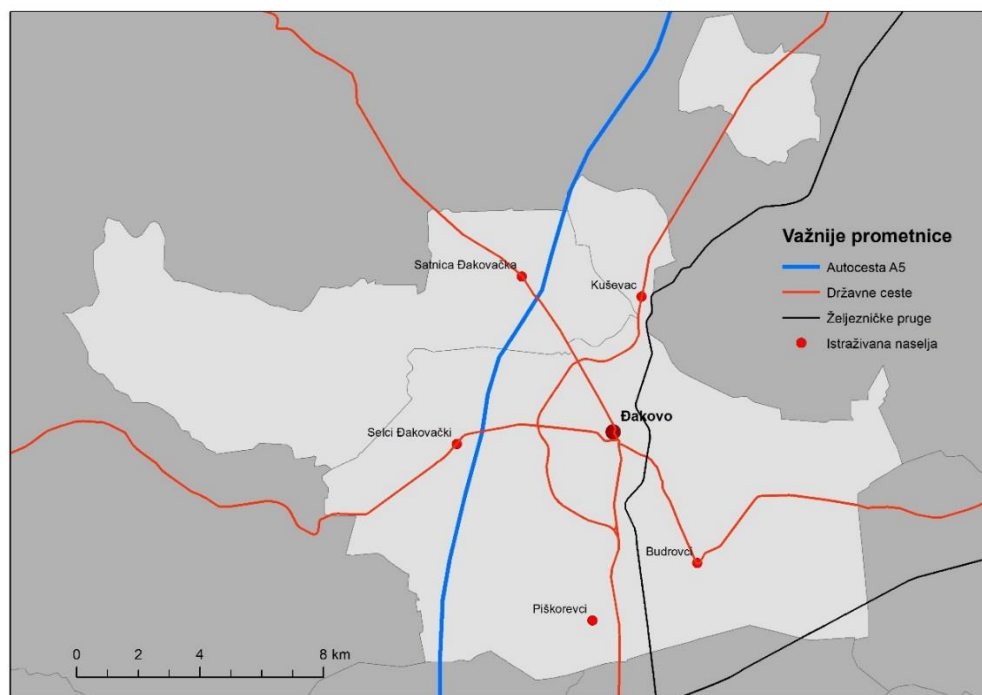 Satnica Đakovačka
Kuševac
Važnije prometnice
Autocesta A5
Državne ceste
Željezničke pruge
Istraživana naselja
Đakovo
Selci Đakovački
Budrovci
Piškorevci
0 2 4 8 km